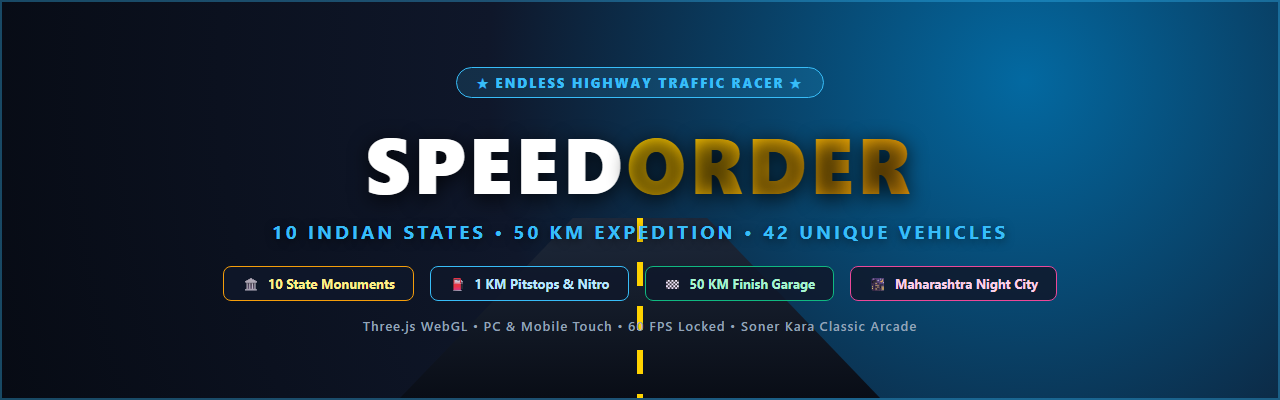 ★ ENDLESS HIGHWAY TRAFFIC RACER ★
SPEEDORDER
10 INDIAN STATES • 50 KM EXPEDITION • 42 UNIQUE VEHICLES
10 State Monuments
1 KM Pitstops & Nitro
50 KM Finish Garage
Maharashtra Night City
Three.js WebGL • PC & Mobile Touch • 60 FPS Locked • Soner Kara Classic Arcade